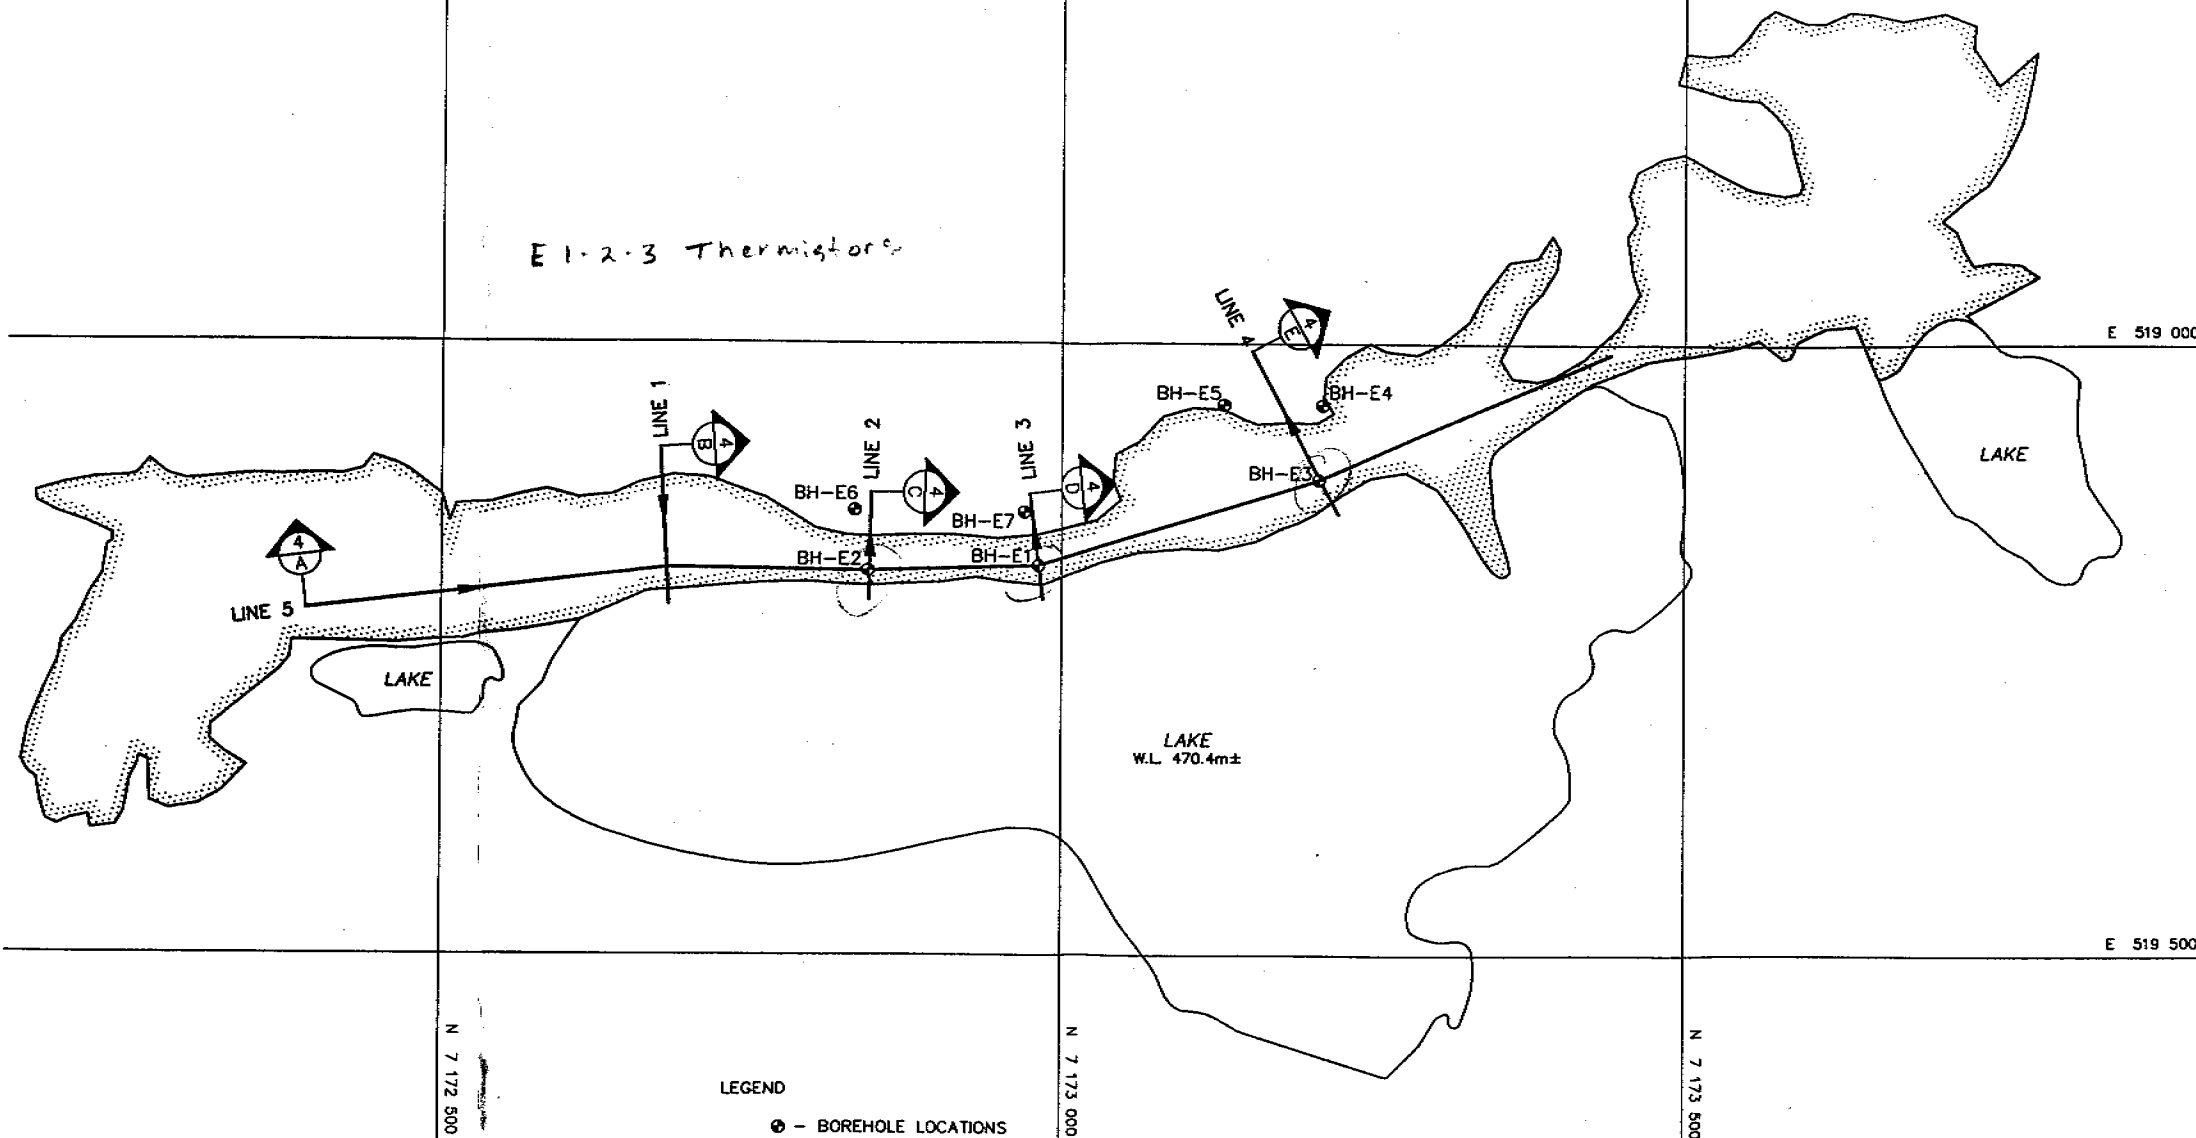 E 1-2-3 Thermistors
E 519 000
LINE 4
4
E
LINE 1
4
B
BH-E5
BH-E4
LINE 2
LINE 3
4
C
4
D
BH-E3
LAKE
BH-E6
BH-E7
4
A
BH-E2
BH-E1
LINE 5
LAKE
LAKE
W.L. 470.4m±
E 519 500
N 7 172 500
N 7 173 000
N 7 173 500
LEGEND
- BOREHOLE LOCATIONS